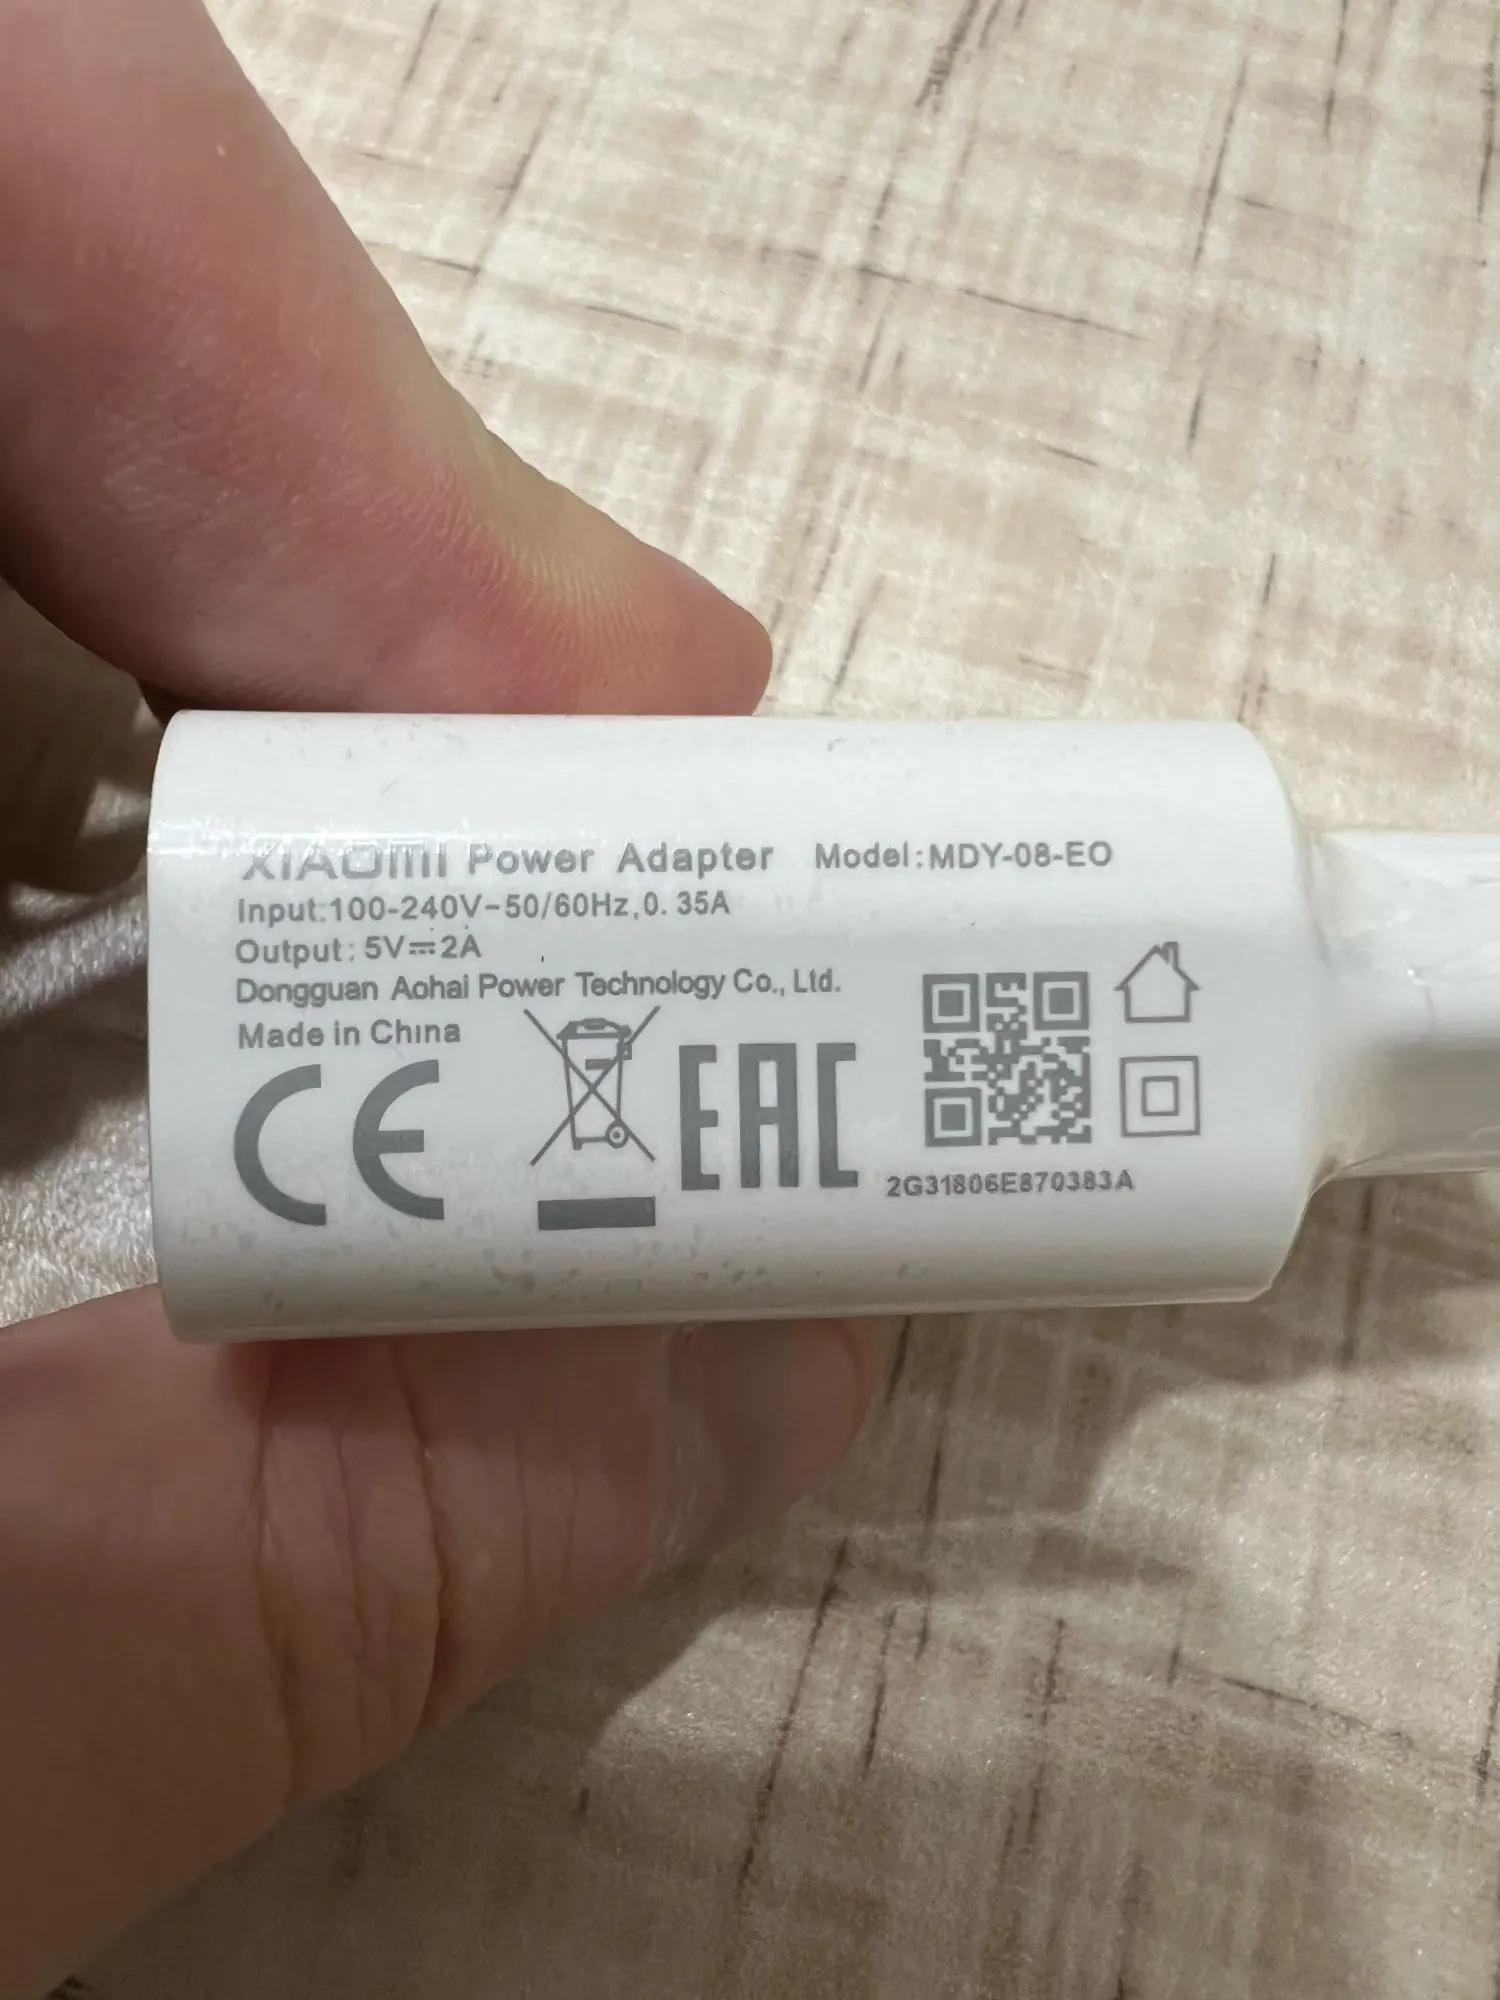 XIAOMI Power Adapter Model:MDY-08-EO
Input:100-240V~50/60Hz,0.35A
Output: 5V⎓2A
Dongguan Aohai Power Technology Co., Ltd.
Made in China
CE EAC
2G31806E870383A